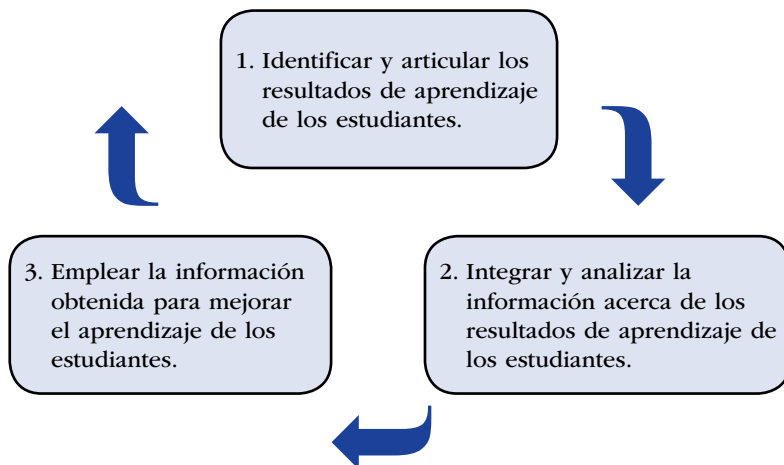 1. Identificar y articular los
resultados de aprendizaje
de los estudiantes.
2. Integrar y analizar la
información acerca de los
resultados de aprendizaje de
los estudiantes.
3. Emplear la información
obtenida para mejorar
el aprendizaje de los
estudiantes.